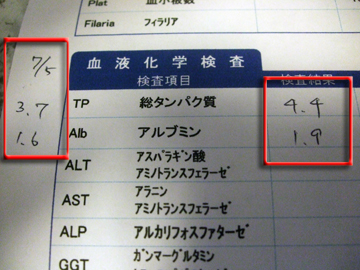 Plat 血小板数
Filaria フィラリア
7/5 血液化学検査
検査項目 検査結果
3.7 TP 総タンパク質 4.4
1.6 Alb アルブミン 1.9
ALT アスパラギン酸
アミノトランスフェラーゼ
AST アラニン
アミノトランスフェラーゼ
ALP アルカリフォスファターゼ
GGT ガンマーグルタミン